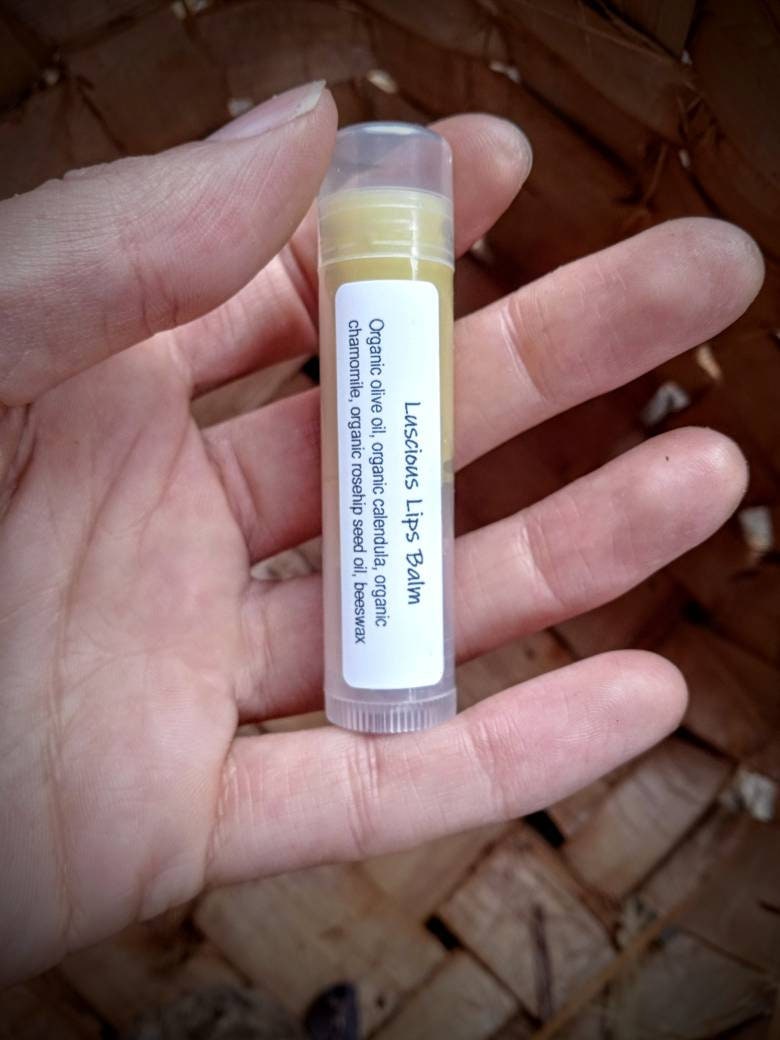 Luscious Lips Balm
Organic olive oil, organic calendula, organic
chamomile, organic rosehip seed oil, beeswax